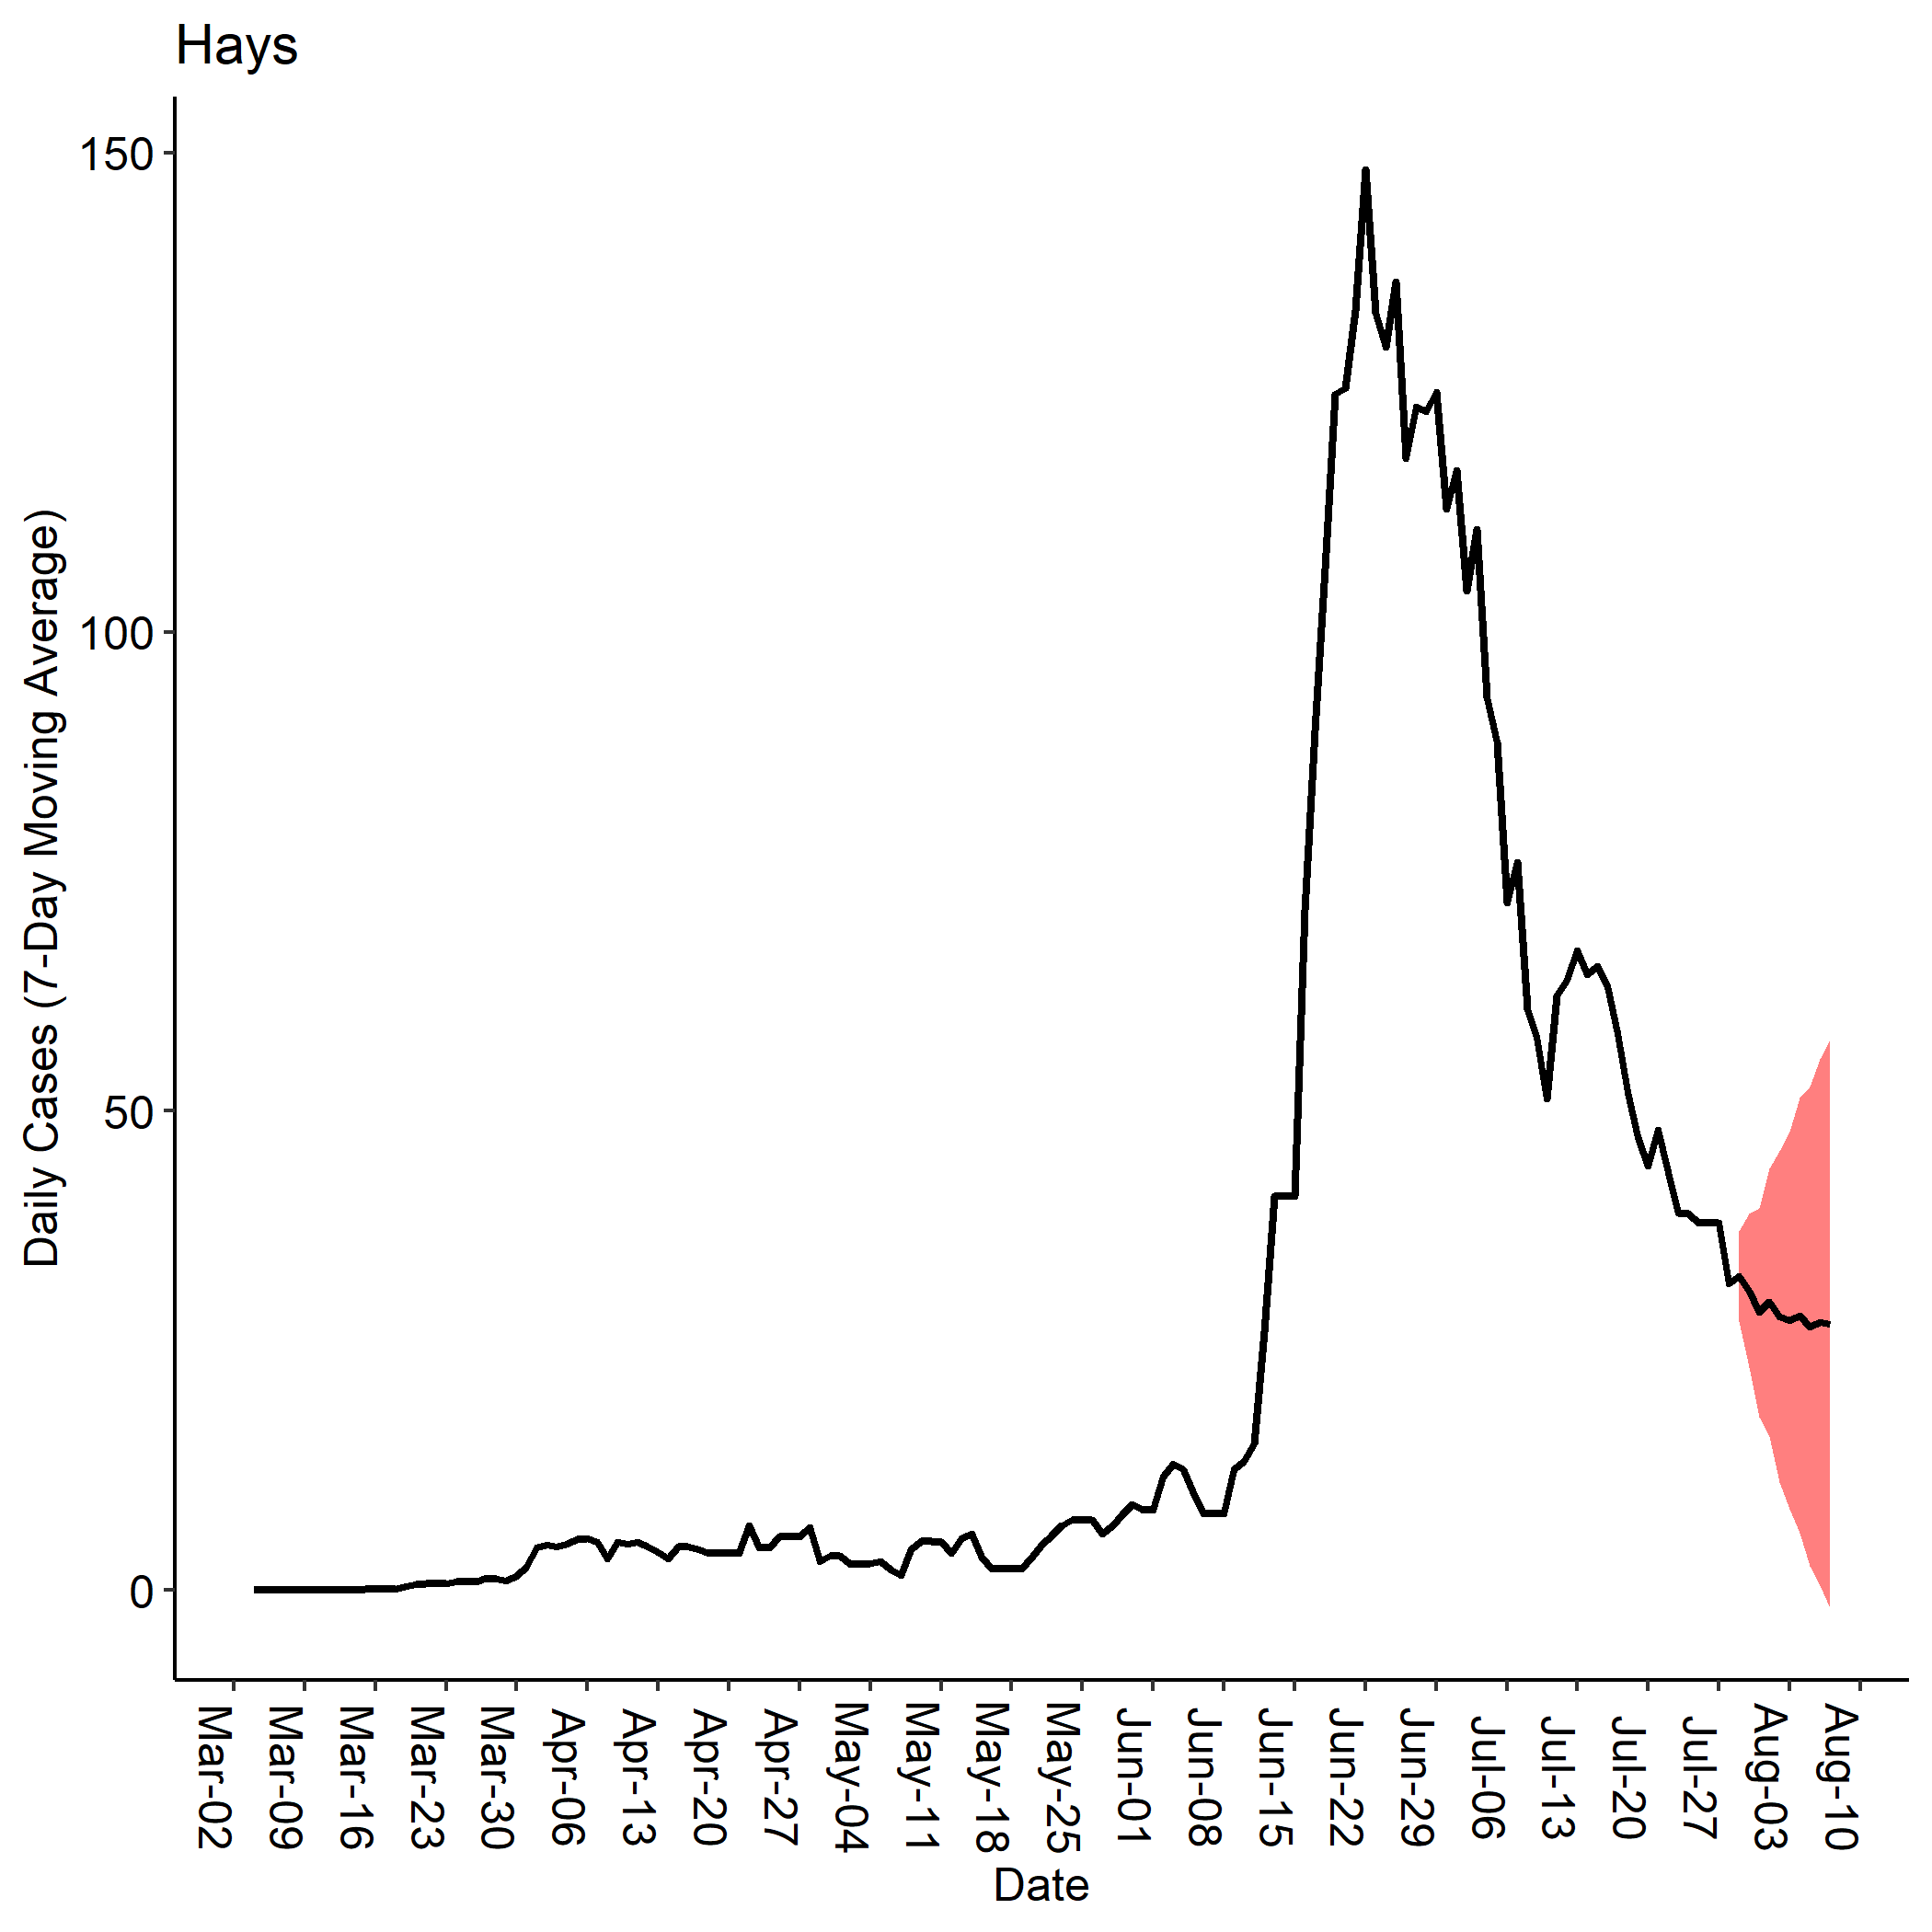 Hays
Daily Cases (7-Day Moving Average)
150
100
50
0
Mar-02
Mar-09
Mar-16
Mar-23
Mar-30
Apr-06
Apr-13
Apr-20
Apr-27
May-04
May-11
May-18
May-25
Jun-01
Jun-08
Jun-15
Jun-22
Jun-29
Jul-06
Jul-13
Jul-20
Jul-27
Aug-03
Aug-10
Date